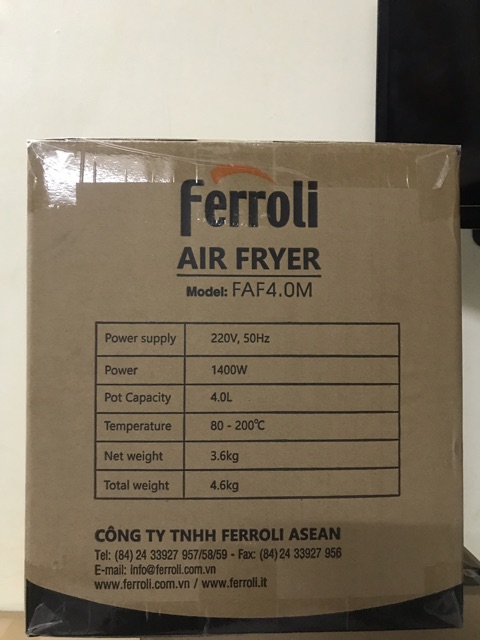 Ferroli
AIR FRYER
Model: FAF4.0M
Power supply 220V, 50Hz
Power 1400W
Pot Capacity 4.0L
Temperature 80 - 200℃
Net weight 3.6kg
Total weight 4.6kg
CÔNG TY TNHH FERROLI ASEAN
Tel: (84) 24 33927 957/58/59 - Fax: (84) 24 33927 956
E-mail: info@ferroli.com.vn
www.ferroli.com.vn / www.ferroli.it